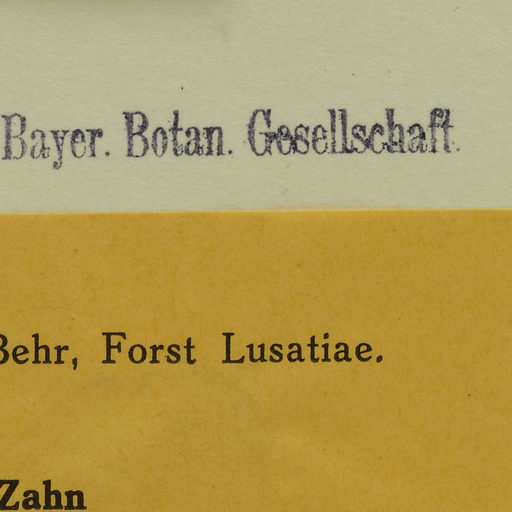 Bayer. Botan. Gesellschaft.
Behr, Forst Lusatiae.
Zahn